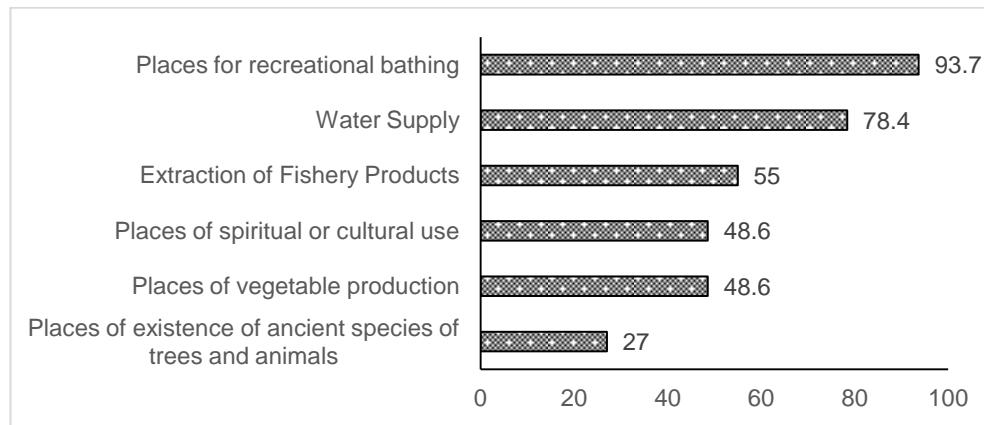 Places for recreational bathing 93.7
Water Supply 78.4
Extraction of Fishery Products 55
Places of spiritual or cultural use 48.6
Places of vegetable production 48.6
Places of existence of ancient species of
trees and animals 27
0 20 40 60 80 100